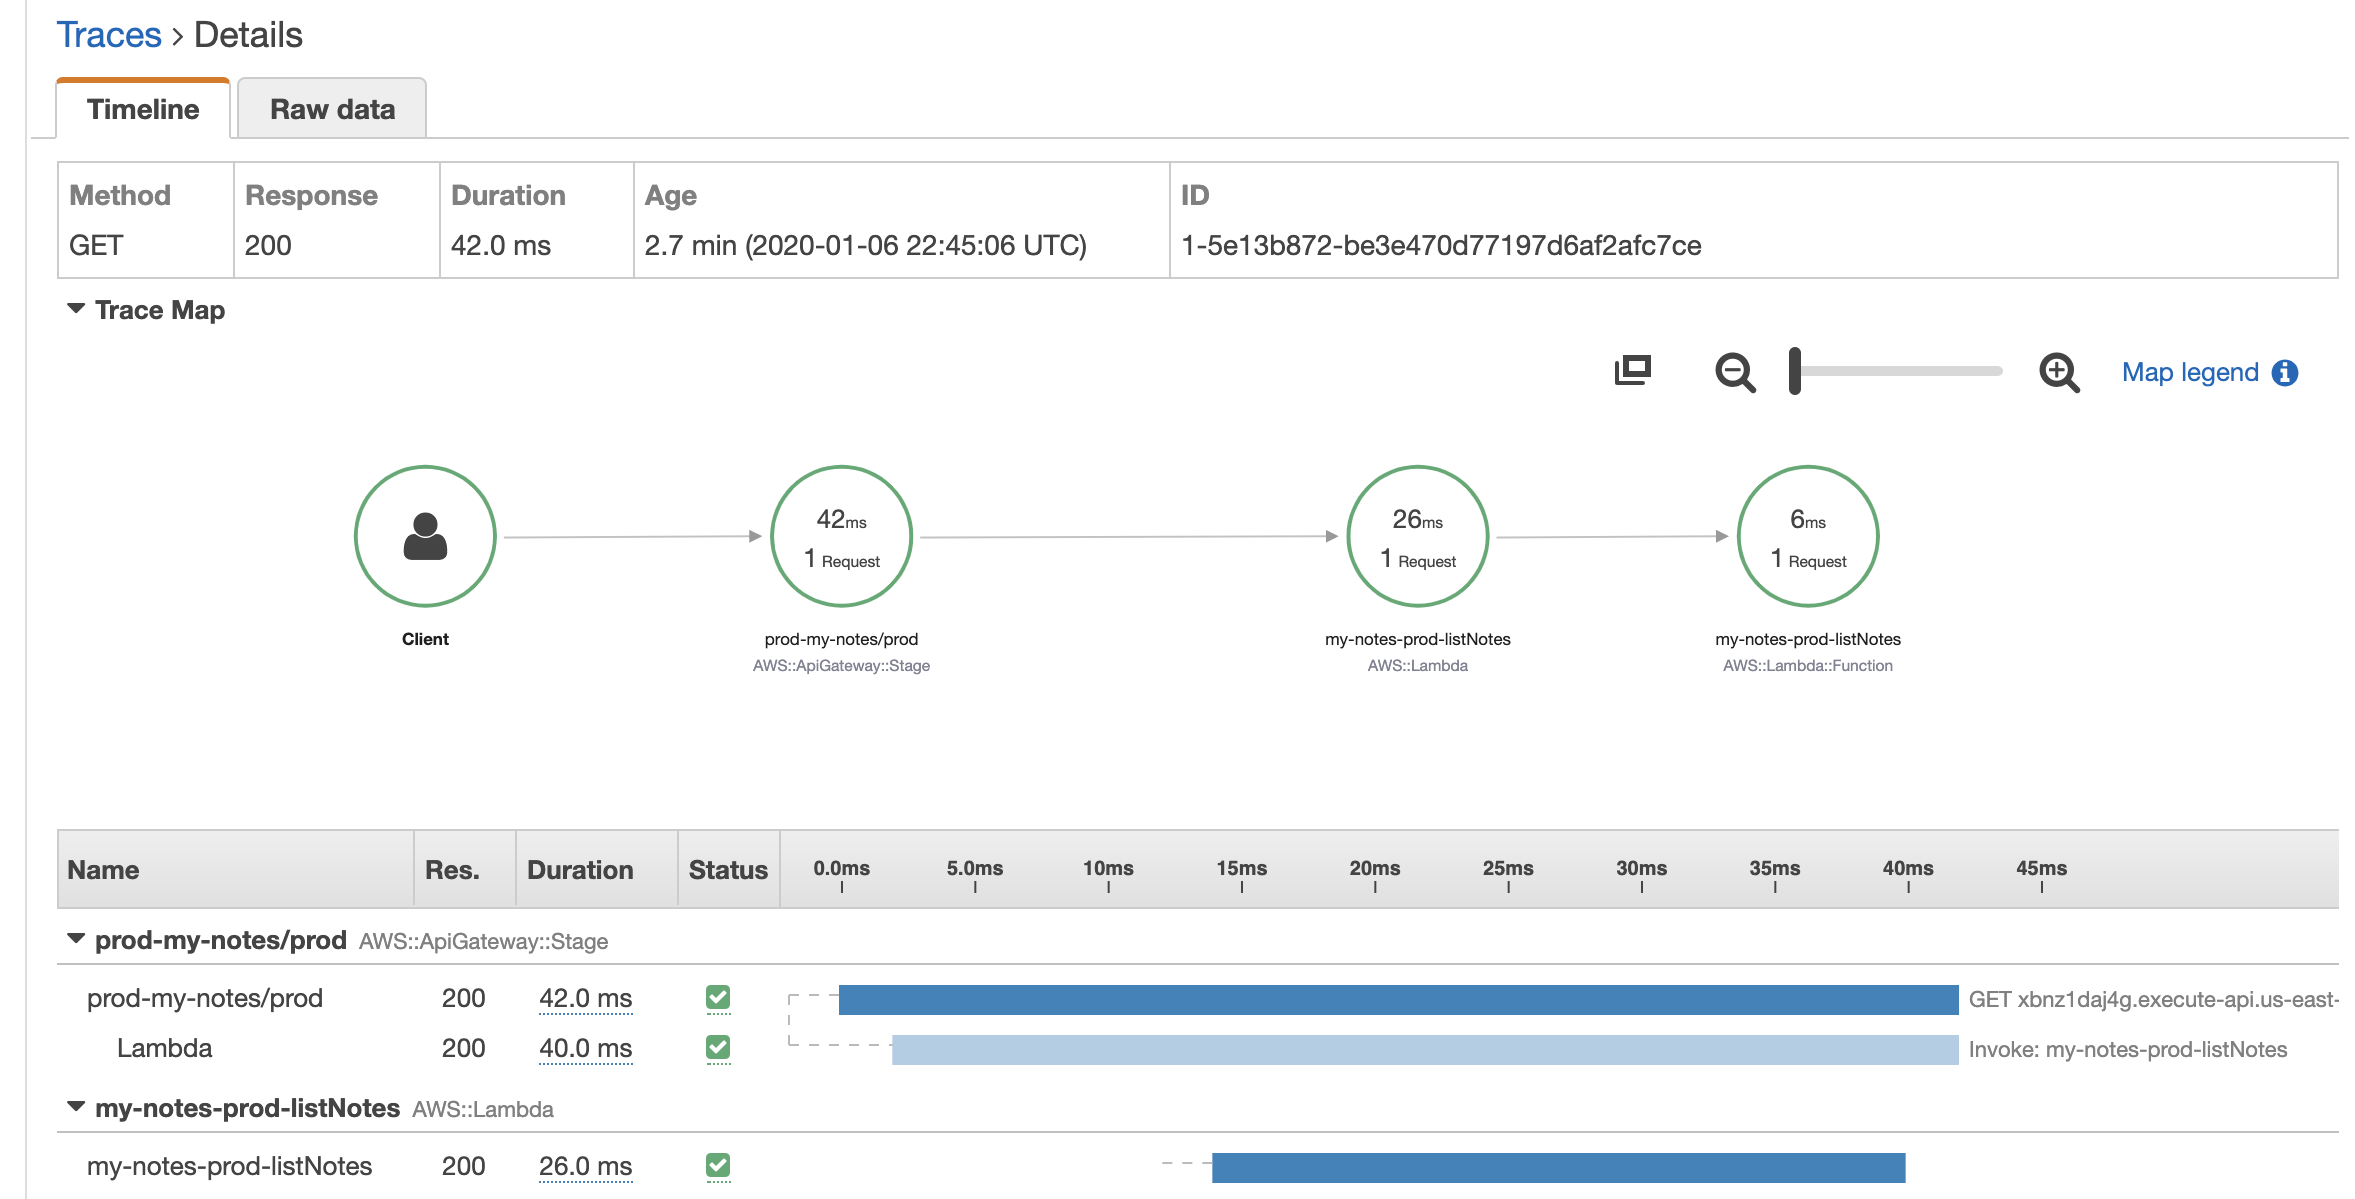 Traces > Details
Timeline
Raw data
Method Response Duration Age ID
GET 200 42.0 ms 2.7 min (2020-01-06 22:45:06 UTC) 1-5e13b872-be3e470d77197d6af2afc7ce
Trace Map
Map legend
42ms
1 Request
26ms
1 Request
6ms
1 Request
Client
prod-my-notes/prod
AWS::ApiGateway::Stage
my-notes-prod-listNotes
AWS::Lambda
my-notes-prod-listNotes
AWS::Lambda::Function
Name Res. Duration Status 0.0ms 5.0ms 10ms 15ms 20ms 25ms 30ms 35ms 40ms 45ms
prod-my-notes/prod AWS::ApiGateway::Stage
prod-my-notes/prod 200 42.0 ms GET xbnz1daj4g.execute-api.us-east-
Lambda 200 40.0 ms Invoke: my-notes-prod-listNotes
my-notes-prod-listNotes AWS::Lambda
my-notes-prod-listNotes 200 26.0 ms